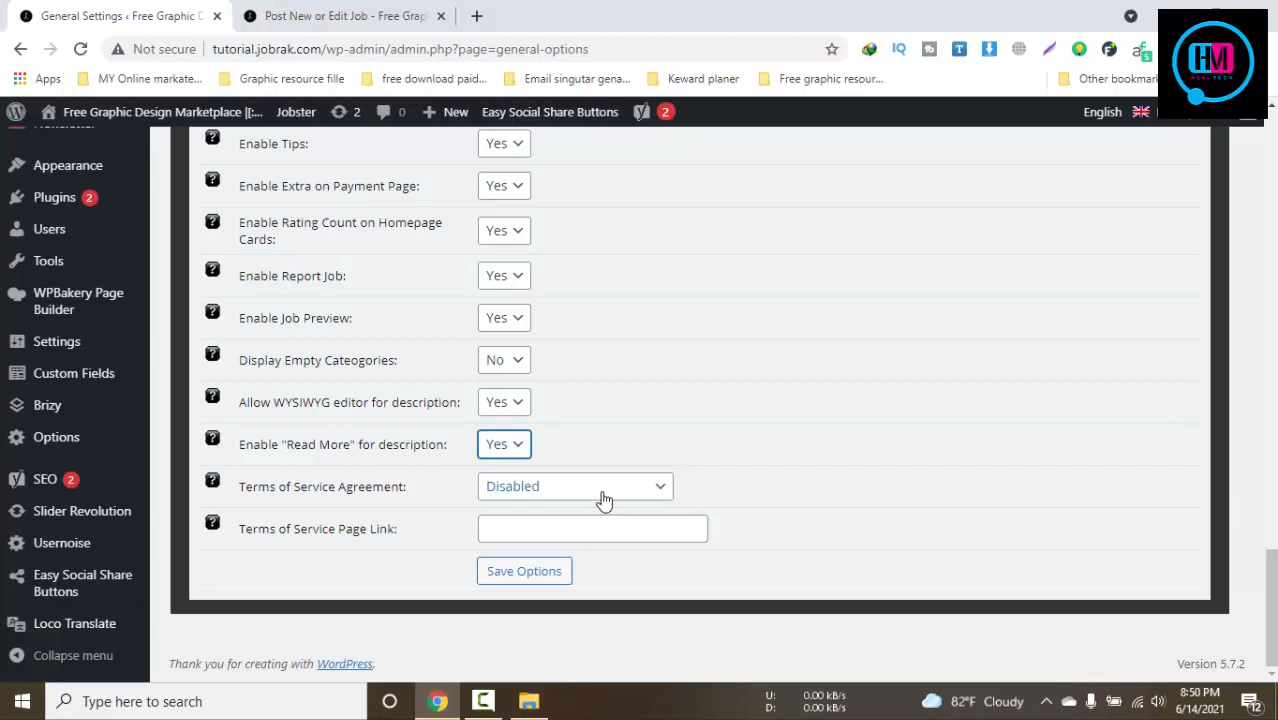 General Settings ‹ Free Graphic D
Post New or Edit Job - Free Grap
Not secure
tutorial.jobrak.com/wp-admin/admin.php?page=general-options
HM
Apps
MY Online markate...
Graphic resource file
free download paid...
Email singutar gena...
Keward planer
Free graphic resour...
Other bookmark
Free Graphic Design Marketplace |[:...
Jobster
2
0
New
Easy Social Share Buttons
2
English
Appearance
Plugins 2
Users
Tools
WPBakery Page Builder
Settings
Custom Fields
Brizy
Options
SEO 2
Slider Revolution
Usernoise
Easy Social Share Buttons
Loco Translate
Collapse menu
Enable Tips: Yes
Enable Extra on Payment Page: Yes
Enable Rating Count on Homepage Cards: Yes
Enable Report Job: Yes
Enable Job Preview: Yes
Display Empty Cateogories: No
Allow WYSIWYG editor for description: Yes
Enable "Read More" for description: Yes
Terms of Service Agreement: Disabled
Terms of Service Page Link:
Save Options
Thank you for creating with WordPress.
Version 5.7.2
Type here to search
U: 0.00 kB/s
D: 0.00 kB/s
82°F Cloudy
8:50 PM
6/14/2021
12